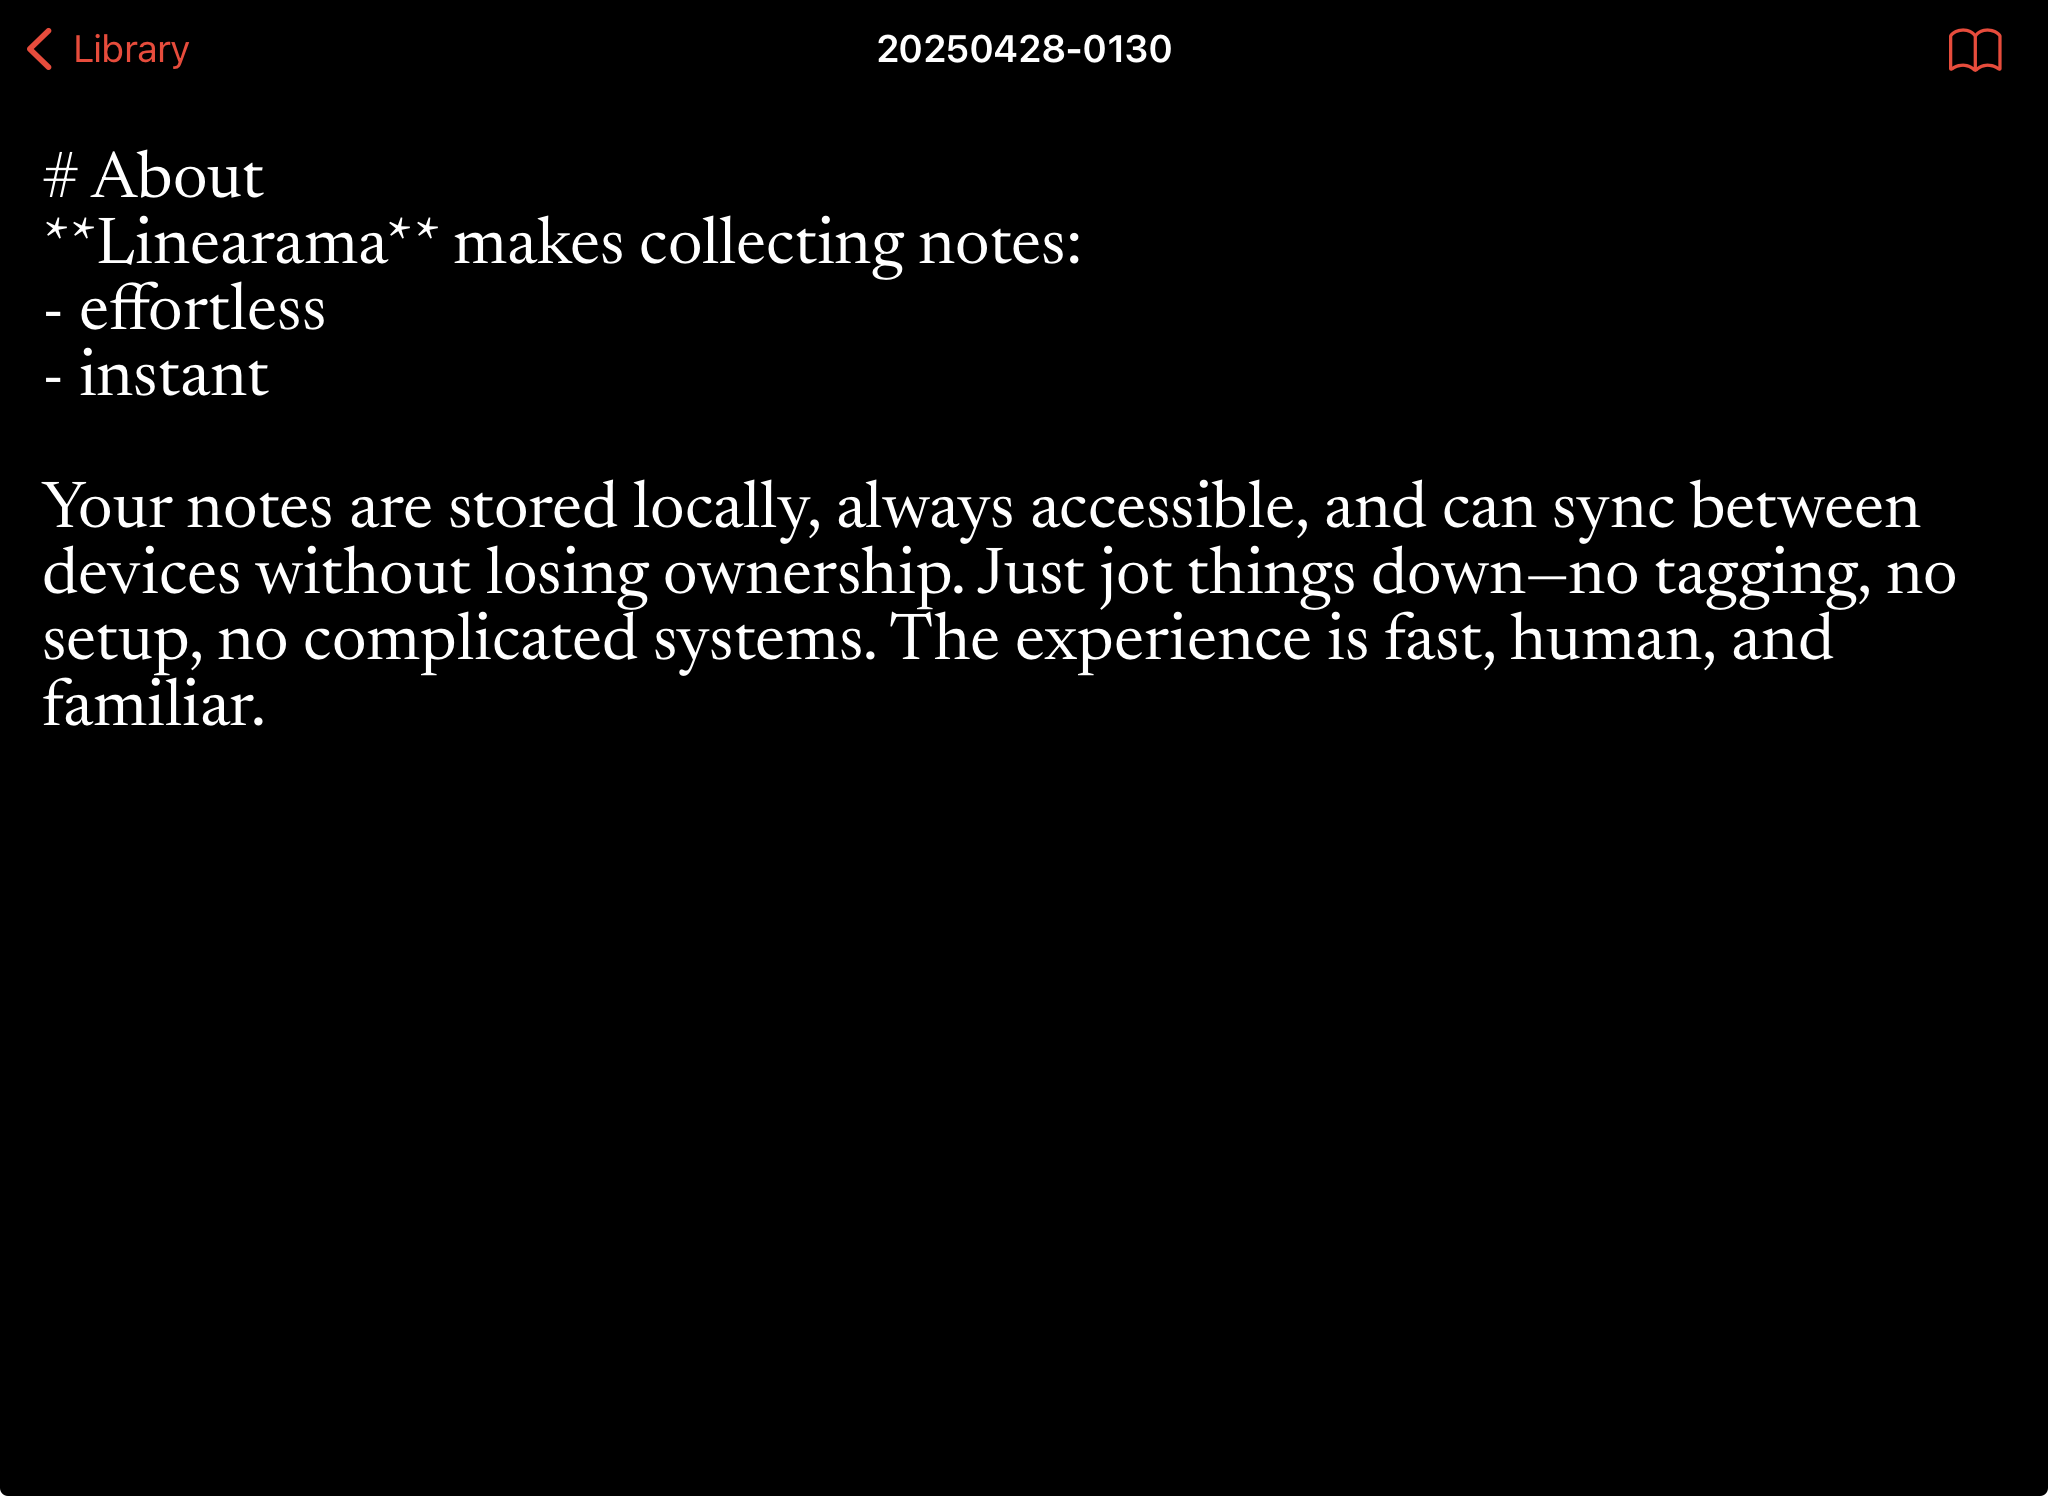 Library
20250428-0130
# About
**Linearama** makes collecting notes:
- effortless
- instant
Your notes are stored locally, always accessible, and can sync between
devices without losing ownership. Just jot things down—no tagging, no
setup, no complicated systems. The experience is fast, human, and
familiar.